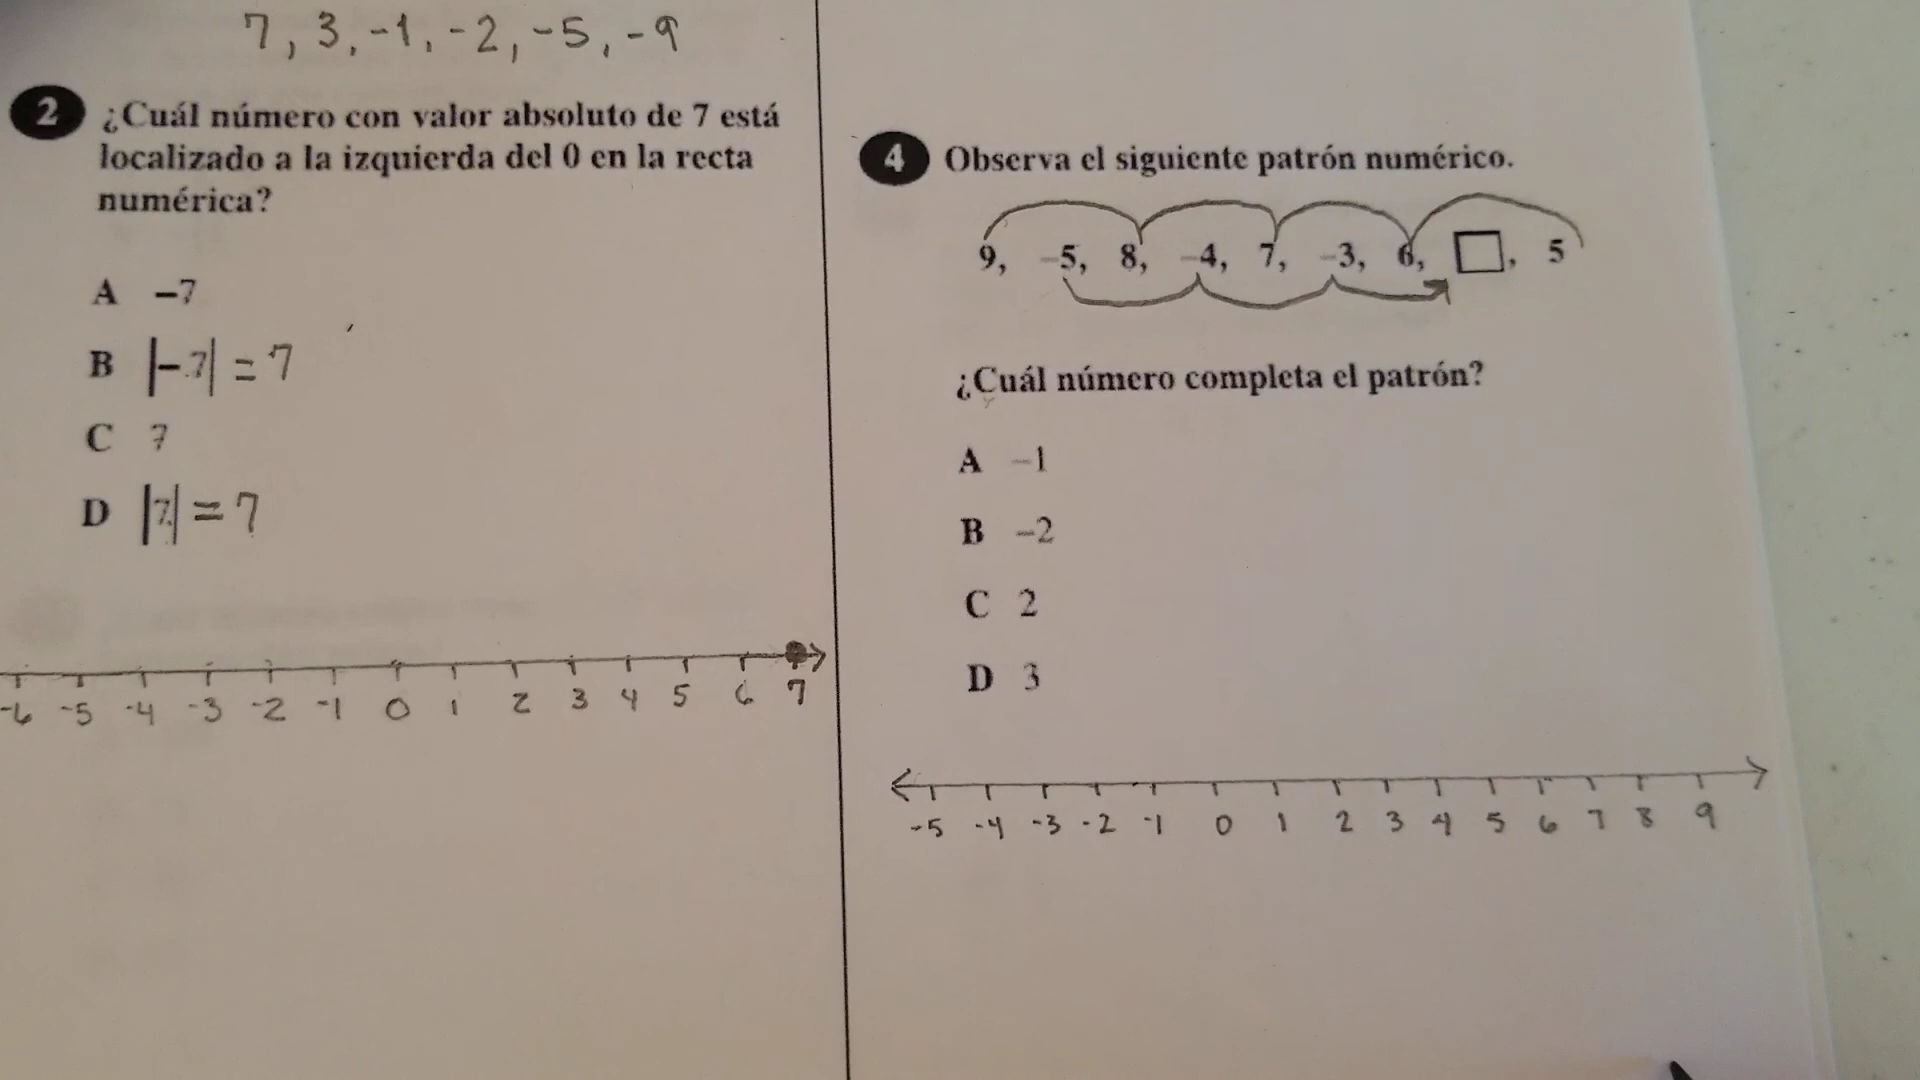 7, 3, -1, -2, -5, -9
2 ¿Cuál número con valor absoluto de 7 está
localizado a la izquierda del 0 en la recta
numérica?
A −7
B |−7| = 7
C 7
D |7| = 7
-6 -5 -4 -3 -2 -1 0 1 2 3 4 5 6 7
4 Observa el siguiente patrón numérico.
9, −5, 8, −4, 7, −3, 6, □, 5
¿Cuál número completa el patrón?
A −1
B −2
C 2
D 3
-5 -4 -3 -2 -1 0 1 2 3 4 5 6 7 8 9